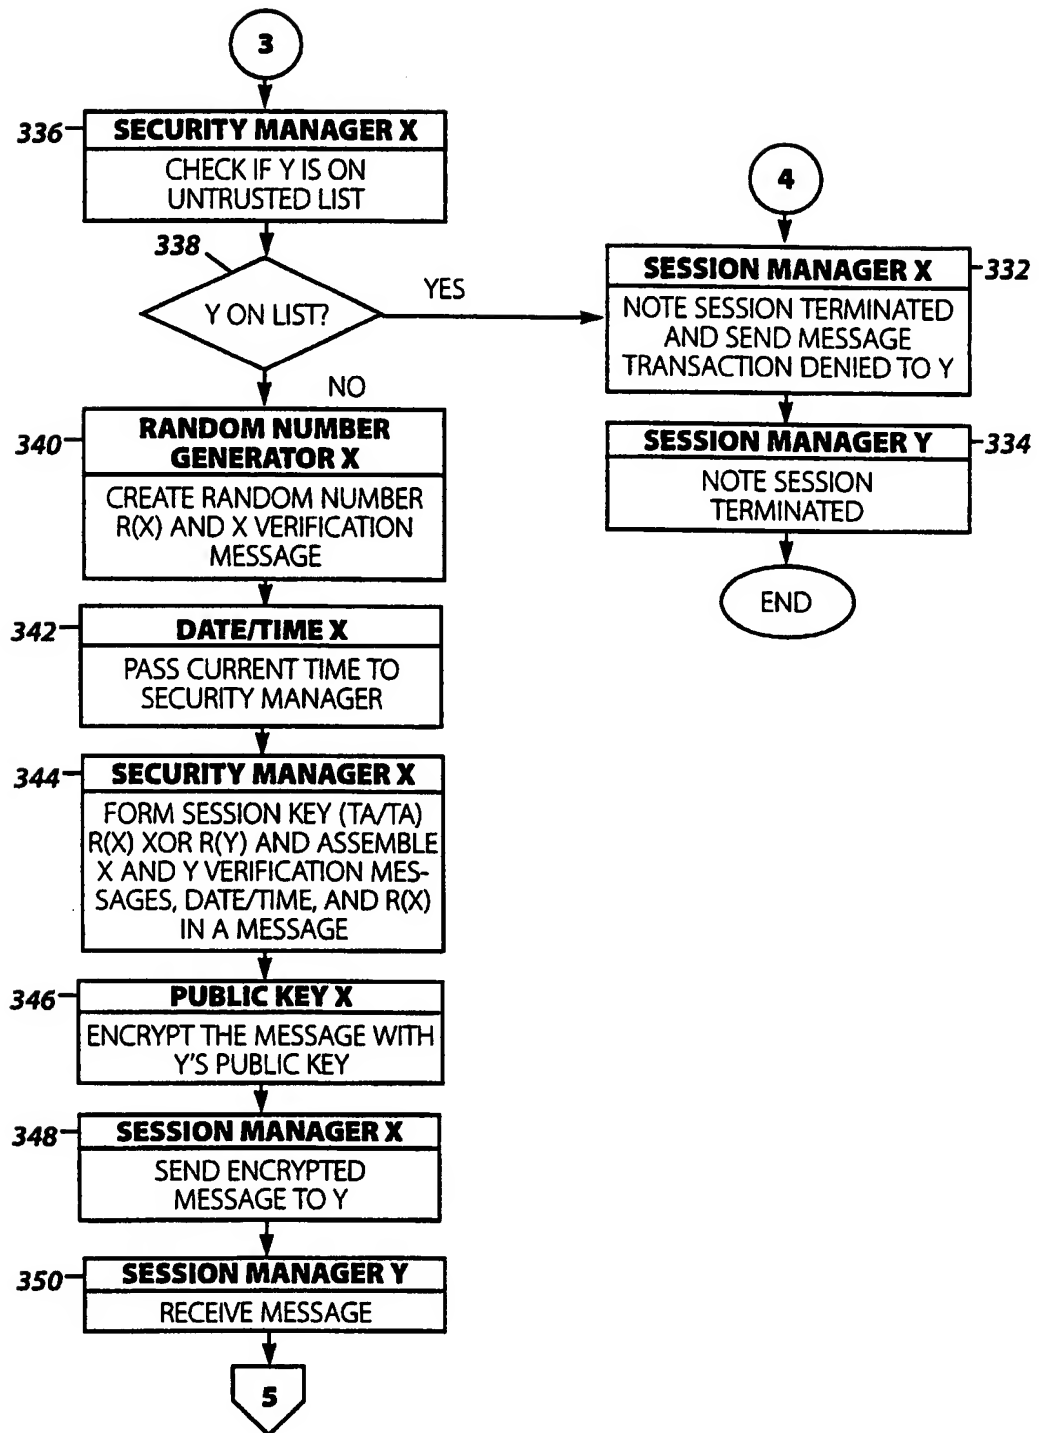 3
336
SECURITY MANAGER X
CHECK IF Y IS ON
UNTRUSTED LIST
338
Y ON LIST?
YES
NO
4
SESSION MANAGER X
332
NOTE SESSION TERMINATED
AND SEND MESSAGE
TRANSACTION DENIED TO Y
SESSION MANAGER Y
334
NOTE SESSION
TERMINATED
END
340
RANDOM NUMBER
GENERATOR X
CREATE RANDOM NUMBER
R(X) AND X VERIFICATION
MESSAGE
342
DATE/TIME X
PASS CURRENT TIME TO
SECURITY MANAGER
344
SECURITY MANAGER X
FORM SESSION KEY (TA/TA)
R(X) XOR R(Y) AND ASSEMBLE
X AND Y VERIFICATION MES-
SAGES, DATE/TIME, AND R(X)
IN A MESSAGE
346
PUBLIC KEY X
ENCRYPT THE MESSAGE WITH
Y'S PUBLIC KEY
348
SESSION MANAGER X
SEND ENCRYPTED
MESSAGE TO Y
350
SESSION MANAGER Y
RECEIVE MESSAGE
5